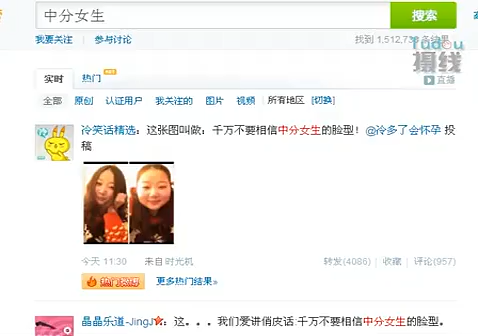 中分女生
搜索
我要关注
参与讨论
找到 1,512,738 条结果
tudou
摄线
直播
实时
热门
全部 原创 认证用户 我关注的 图片 视频 所有地区 [切换]
冷笑话精选：这张图叫做：千万不要相信中分女生的脸型！@冷多了会怀孕 投
稿
今天 11:30 来自时光机
转发(4086) | 收藏 | 评论(957)
热门微博
更多热门结果»
晶晶乐道-JingJ：这。。。我们爱讲俏皮话:千万不要相信中分女生的脸型。